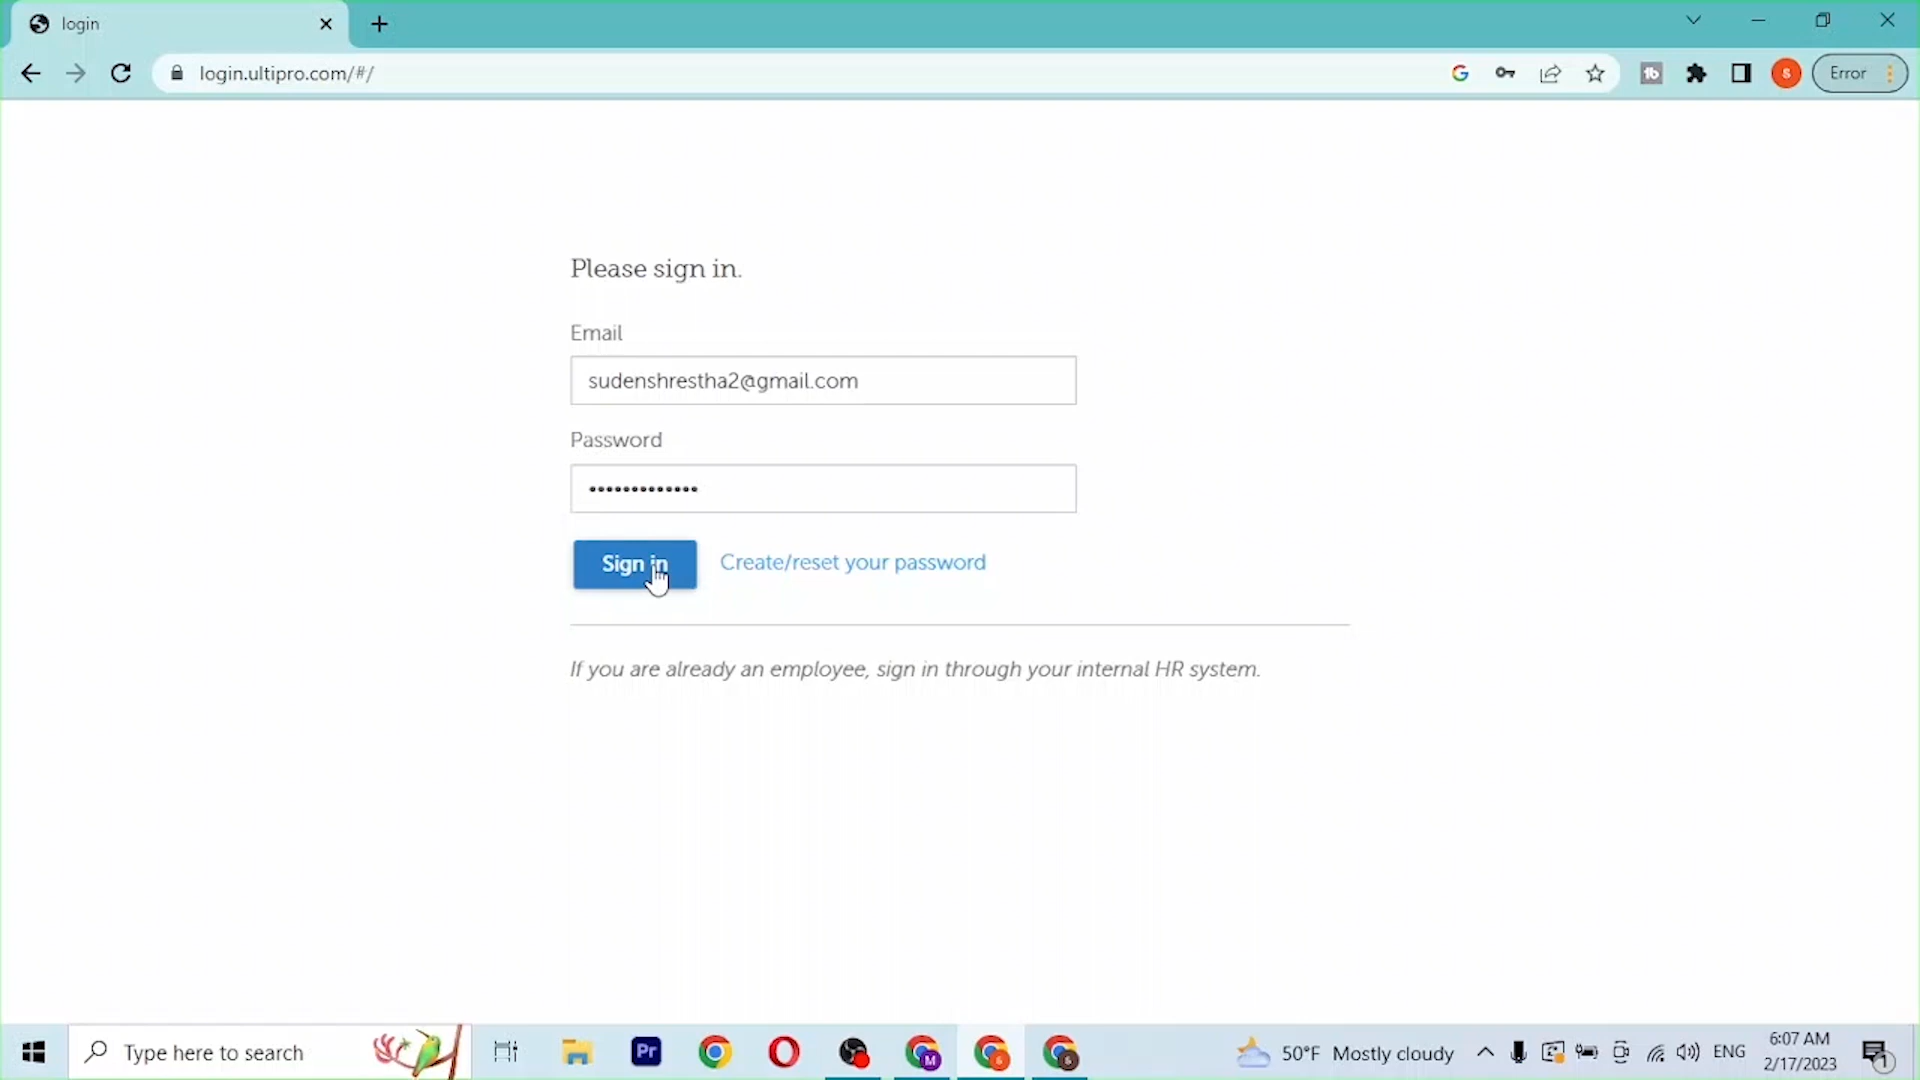 login
login.ultipro.com/#/
Error
Please sign in.
Email
sudenshrestha2@gmail.com
Password
•••••••••••••
Sign in
Create/reset your password
If you are already an employee, sign in through your internal HR system.
Type here to search
Pr
50°F Mostly cloudy
ENG
6:07 AM
2/17/2023